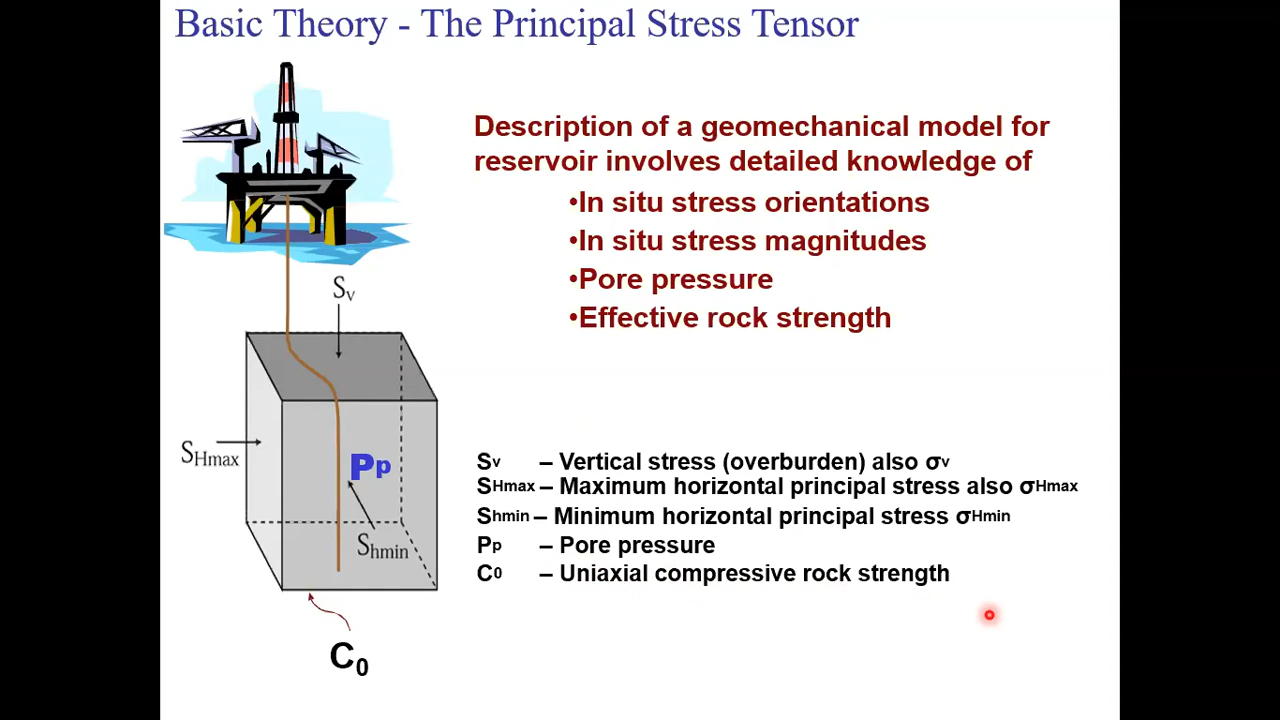 Basic Theory - The Principal Stress Tensor
Description of a geomechanical model for
reservoir involves detailed knowledge of
•In situ stress orientations
•In situ stress magnitudes
•Pore pressure
•Effective rock strength
Sv
SHmax
Pp
Shmin
C0
Sv – Vertical stress (overburden) also σv
SHmax – Maximum horizontal principal stress also σHmax
Shmin – Minimum horizontal principal stress σHmin
Pp – Pore pressure
C0 – Uniaxial compressive rock strength